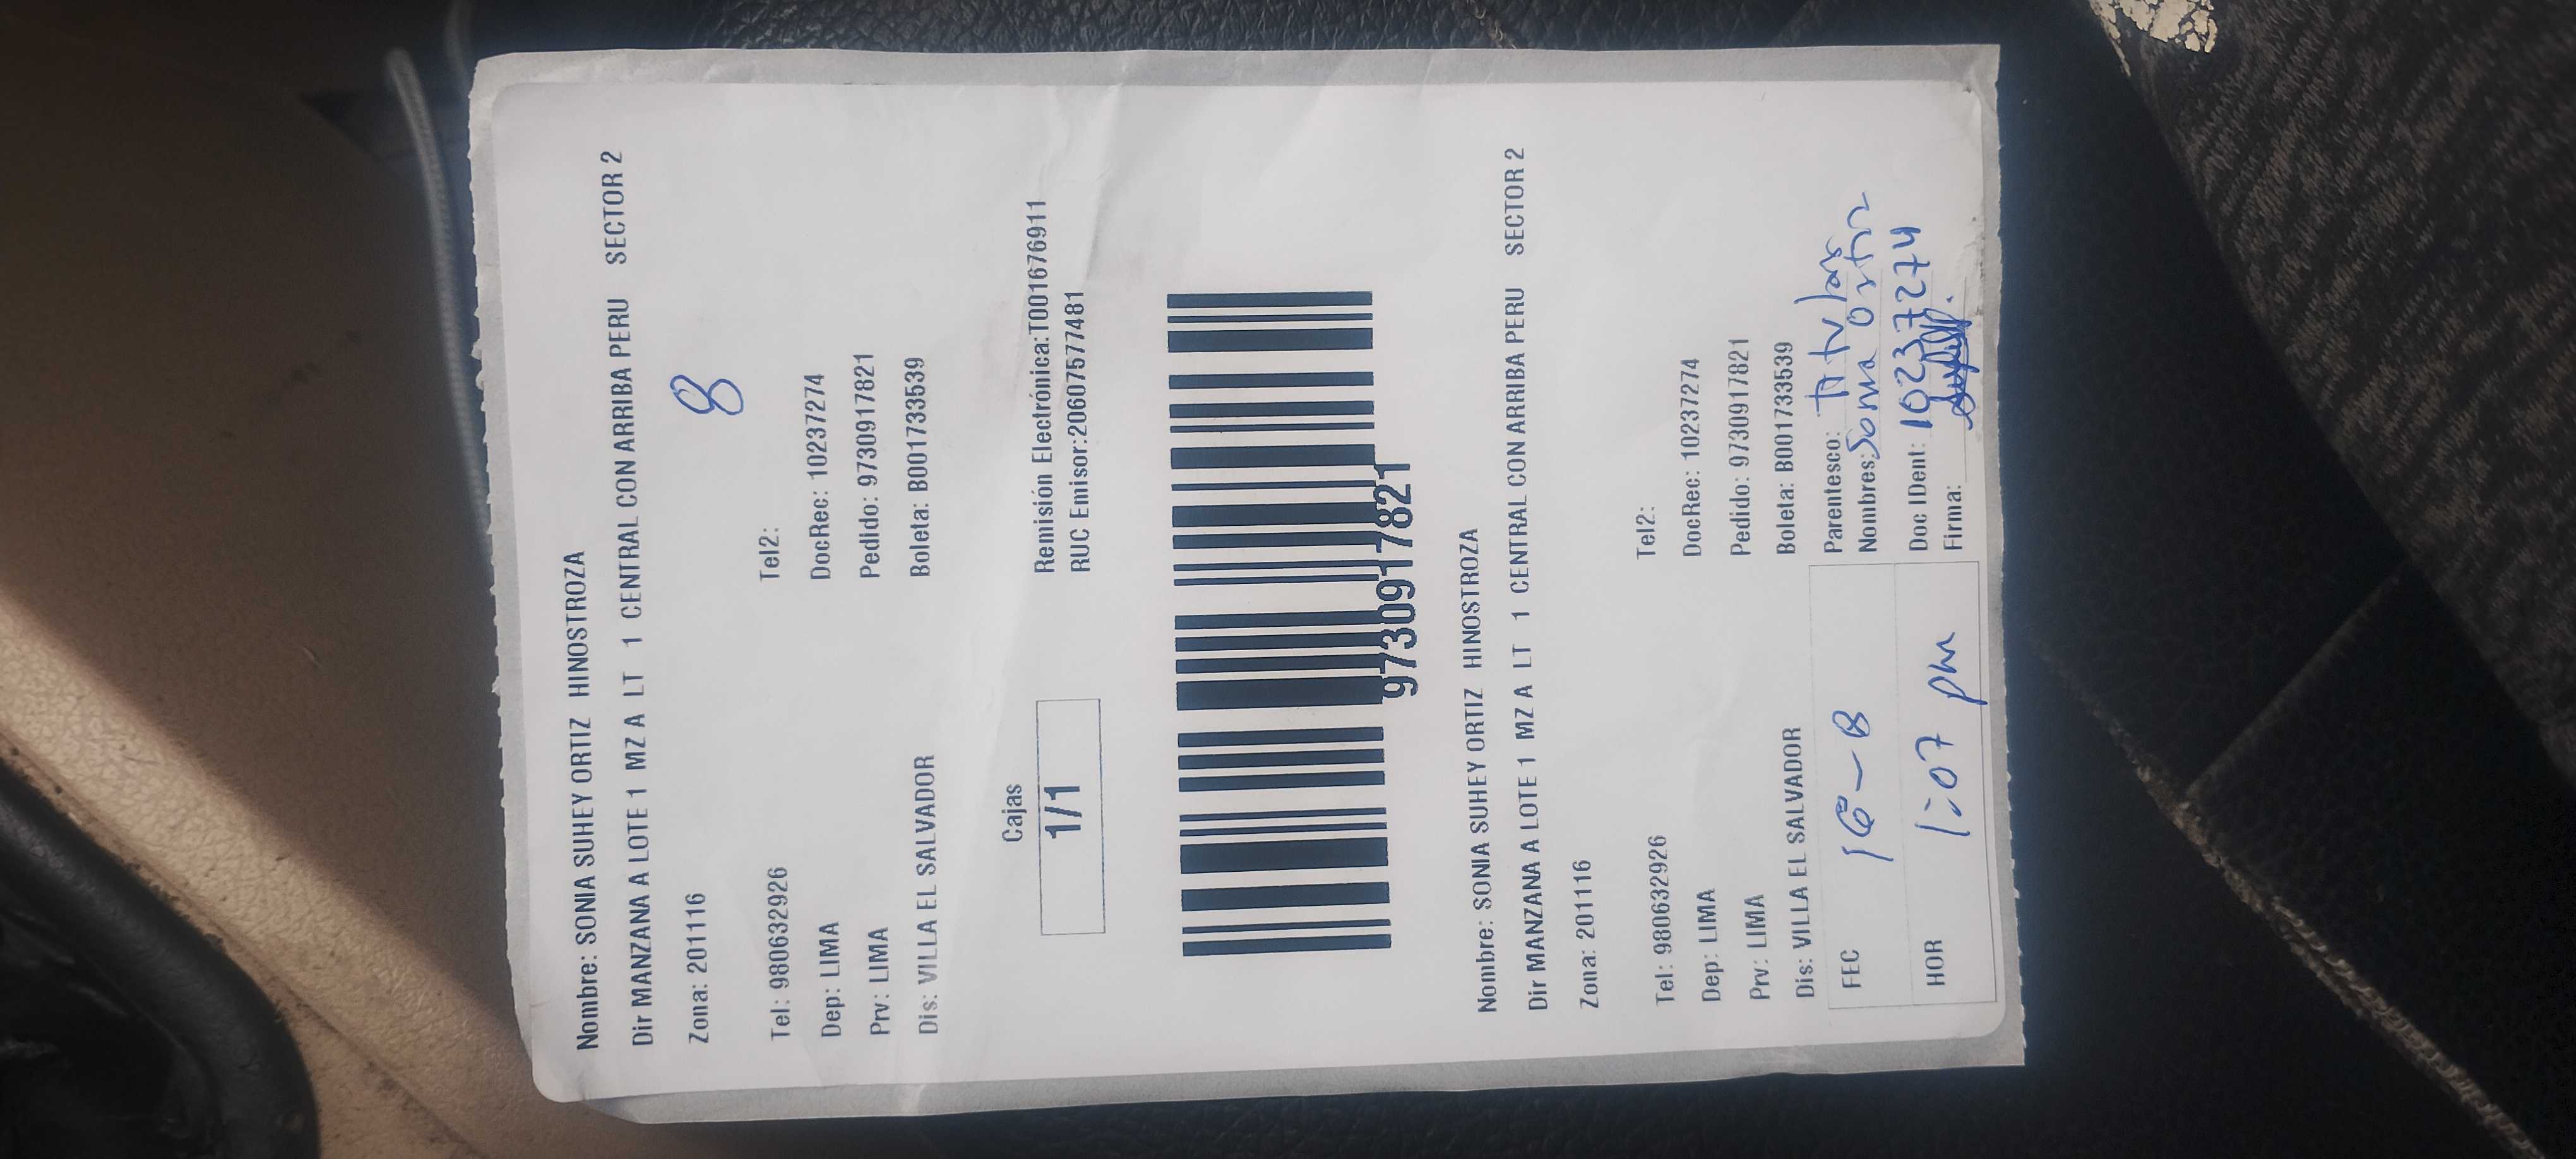 Nombre: SONIA SUHEY ORTIZ HINOSTROZA
Dir MANZANA A LOTE 1 MZ A LT 1 CENTRAL CON ARRIBA PERU SECTOR 2
Zona: 201116
8
Tel: 980632926 Tel2:
Dep: LIMA DocRec: 10237274
Prv: LIMA Pedido: 9730917821
Dis: VILLA EL SALVADOR Boleta: B001733539
Cajas
1/1
Remisión Electrónica:T001676911
RUC Emisor:20607577481
9730917821
Nombre: SONIA SUHEY ORTIZ HINOSTROZA
Dir MANZANA A LOTE 1 MZ A LT 1 CENTRAL CON ARRIBA PERU SECTOR 2
Zona: 201116
Tel: 980632926 Tel2:
Dep: LIMA DocRec: 10237274
Prv: LIMA Pedido: 9730917821
Dis: VILLA EL SALVADOR Boleta: B001733539
FEC 16-8
HOR 1:07 pm
Parentesco: Titular
Nombres: Sonia Ortiz
Doc IDent: 10237274
Firma: